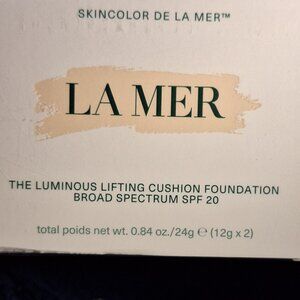 SKINCOLOR DE LA MER™
LA MER
THE LUMINOUS LIFTING CUSHION FOUNDATION
BROAD SPECTRUM SPF 20
total poids net wt. 0.84 oz./24g ℮ (12g x 2)